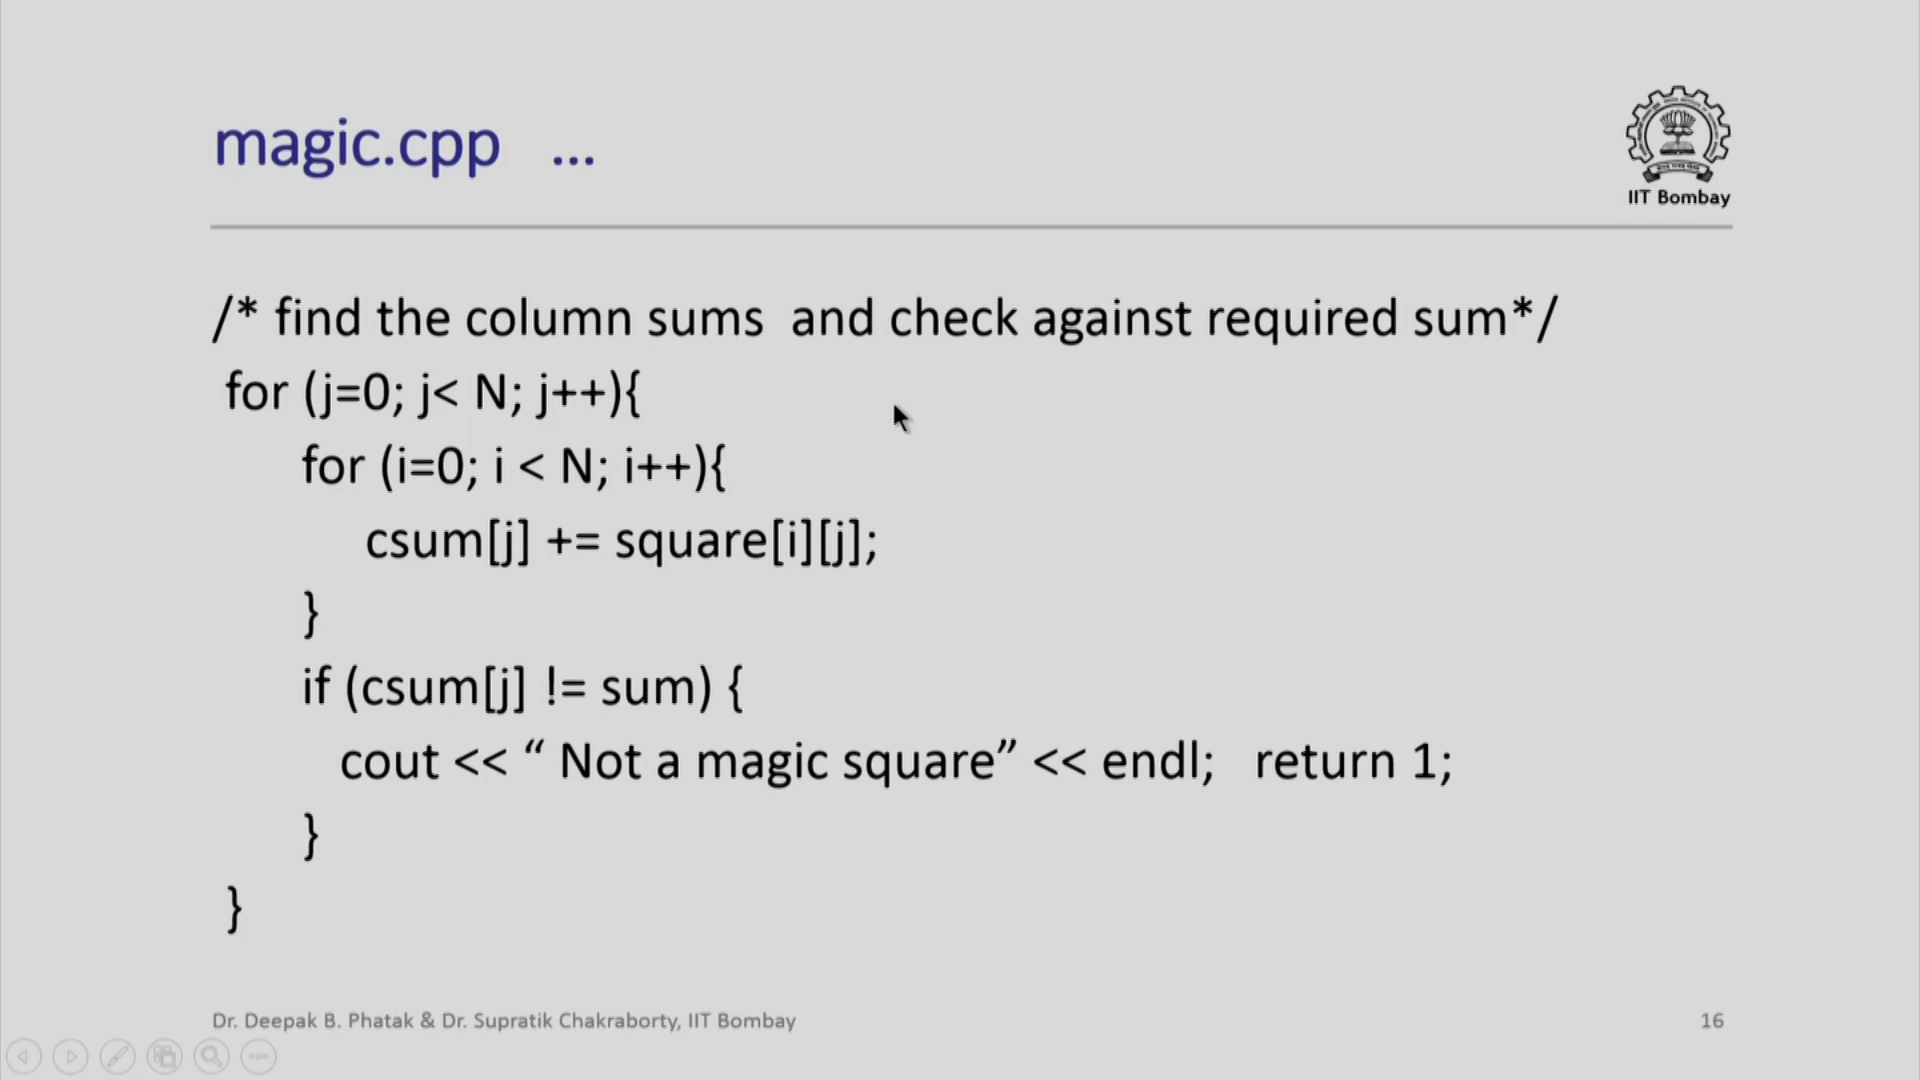 magic.cpp ...
IIT Bombay
/* find the column sums and check against required sum*/
for (j=0; j< N; j++){
for (i=0; i < N; i++){
csum[j] += square[i][j];
}
if (csum[j] != sum) {
cout << “ Not a magic square” << endl; return 1;
}
}
Dr. Deepak B. Phatak & Dr. Supratik Chakraborty, IIT Bombay
16